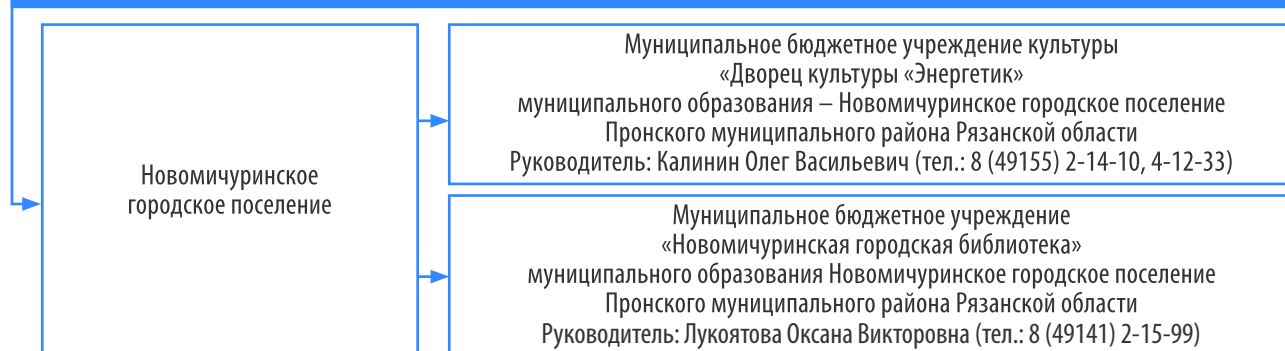 Новомичуринское
городское поселение
Муниципальное бюджетное учреждение культуры
«Дворец культуры «Энергетик»
муниципального образования – Новомичуринское городское поселение
Пронского муниципального района Рязанской области
Руководитель: Калинин Олег Васильевич (тел.: 8 (49155) 2-14-10, 4-12-33)
Муниципальное бюджетное учреждение
«Новомичуринская городская библиотека»
муниципального образования Новомичуринское городское поселение
Пронского муниципального района Рязанской области
Руководитель: Лукоятова Оксана Викторовна (тел.: 8 (49141) 2-15-99)